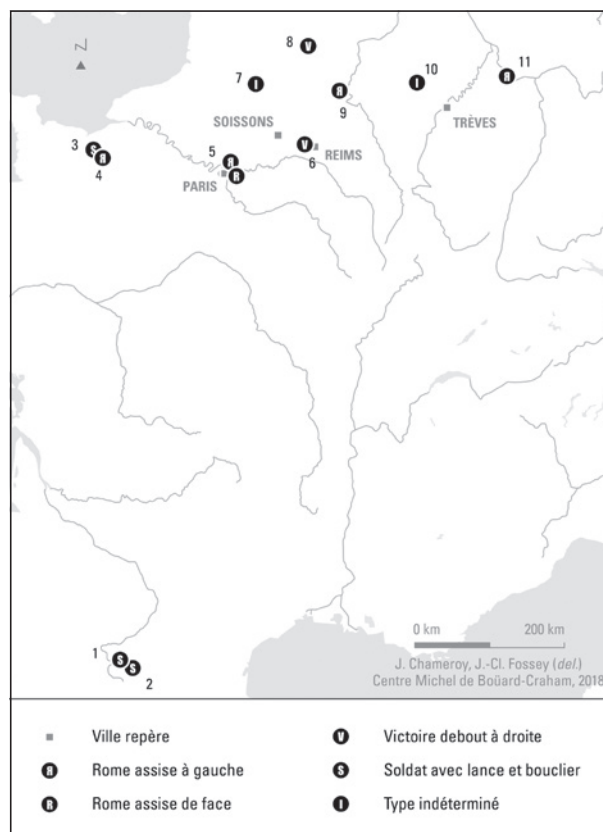 Z
8 V
7 I
10 I
11 Я
Я 9
SOISSONS
TRÈVES
3 S
V REIMS
6
4 Я
5 Я
R
PARIS
1 S
S 2
0 km 200 km
J. Chameroy, J.-Cl. Fossey (del.)
Centre Michel de Boüard-Craham, 2018
Ville repère
V Victoire debout à droite
Я Rome assise à gauche
S Soldat avec lance et bouclier
R Rome assise de face
I Type indéterminé